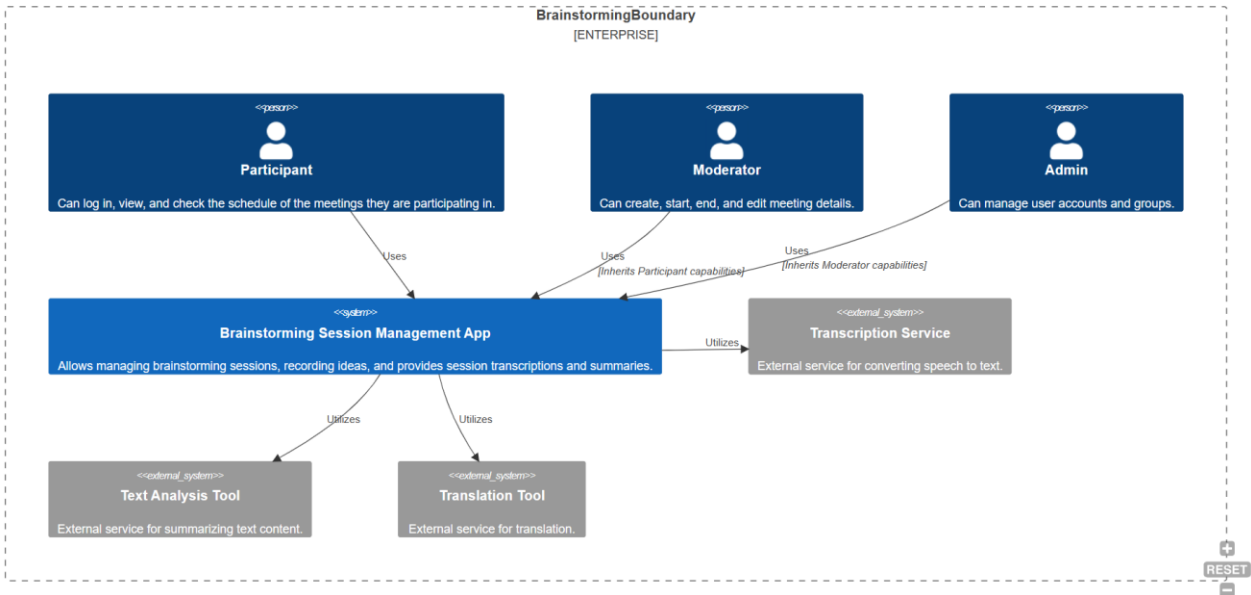 BrainstormingBoundary
[ENTERPRISE]
<<person>>
Participant
Can log in, view, and check the schedule of the meetings they are participating in.
<<person>>
Moderator
Can create, start, end, and edit meeting details.
<<person>>
Admin
Can manage user accounts and groups.
Uses
Uses
[Inherits Participant capabilities]
Uses
[Inherits Moderator capabilities]
<<system>>
Brainstorming Session Management App
Allows managing brainstorming sessions, recording ideas, and provides session transcriptions and summaries.
Utilizes
<<external_system>>
Transcription Service
External service for converting speech to text.
Utilizes
Utilizes
<<external_system>>
Text Analysis Tool
External service for summarizing text content.
<<external_system>>
Translation Tool
External service for translation.
RESET